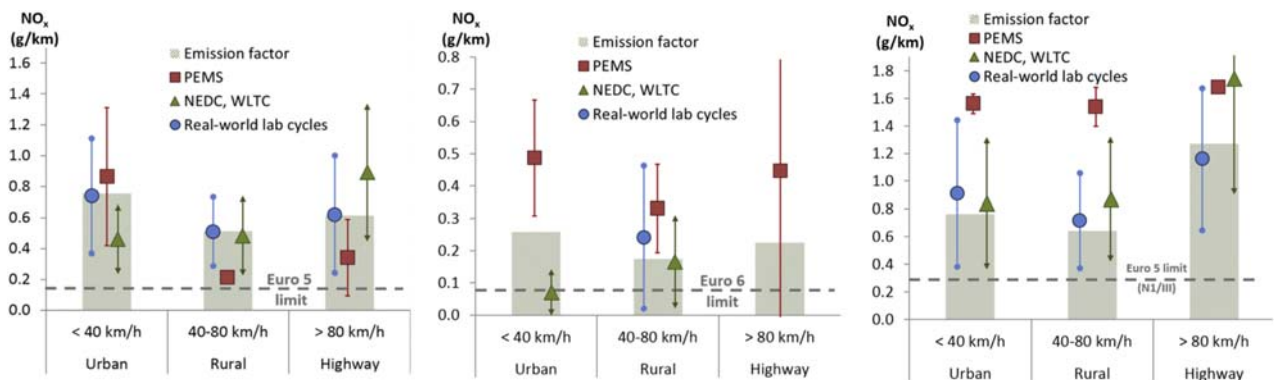 NOx
(g/km)
Emission factor
PEMS
NEDC, WLTC
Real-world lab cycles
1.6
1.4
1.2
1.0
0.8
0.6
0.4
0.2
0.0
Euro 5
limit
< 40 km/h
40-80 km/h
> 80 km/h
Urban
Rural
Highway
NOx
(g/km)
Emission factor
PEMS
NEDC, WLTC
Real-world lab cycles
0.8
0.7
0.6
0.5
0.4
0.3
0.2
0.1
0.0
Euro 6
limit
< 40 km/h
40-80 km/h
> 80 km/h
Urban
Rural
Highway
NOx
(g/km)
Emission factor
PEMS
NEDC, WLTC
Real-world lab cycles
1.8
1.6
1.4
1.2
1.0
0.8
0.6
0.4
0.2
0.0
Euro 5 limit
(N1/III)
< 40 km/h
40-80 km/h
> 80 km/h
Urban
Rural
Highway